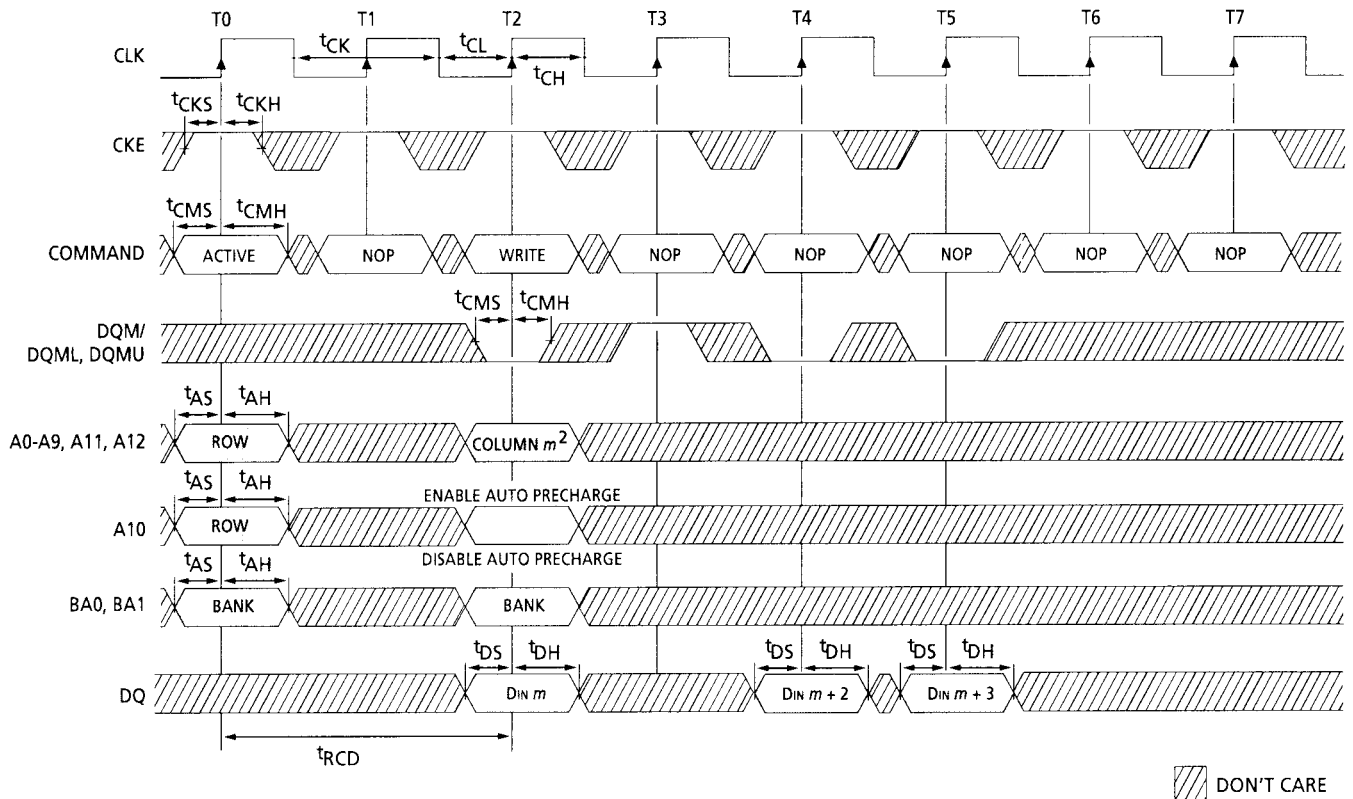 T0 T1 T2 T3 T4 T5 T6 T7
CLK
tCK tCL
tCH
tCKS tCKH
CKE
tCMS tCMH
COMMAND ACTIVE NOP WRITE NOP NOP NOP NOP NOP
tCMS tCMH
DQM/
DQML, DQMU
tAS tAH
A0-A9, A11, A12 ROW COLUMN m2
tAS tAH ENABLE AUTO PRECHARGE
A10 ROW
tAS tAH DISABLE AUTO PRECHARGE
BA0, BA1 BANK BANK
tDS tDH tDS tDH tDS tDH
DQ DIN m DIN m + 2 DIN m + 3
tRCD
DON'T CARE